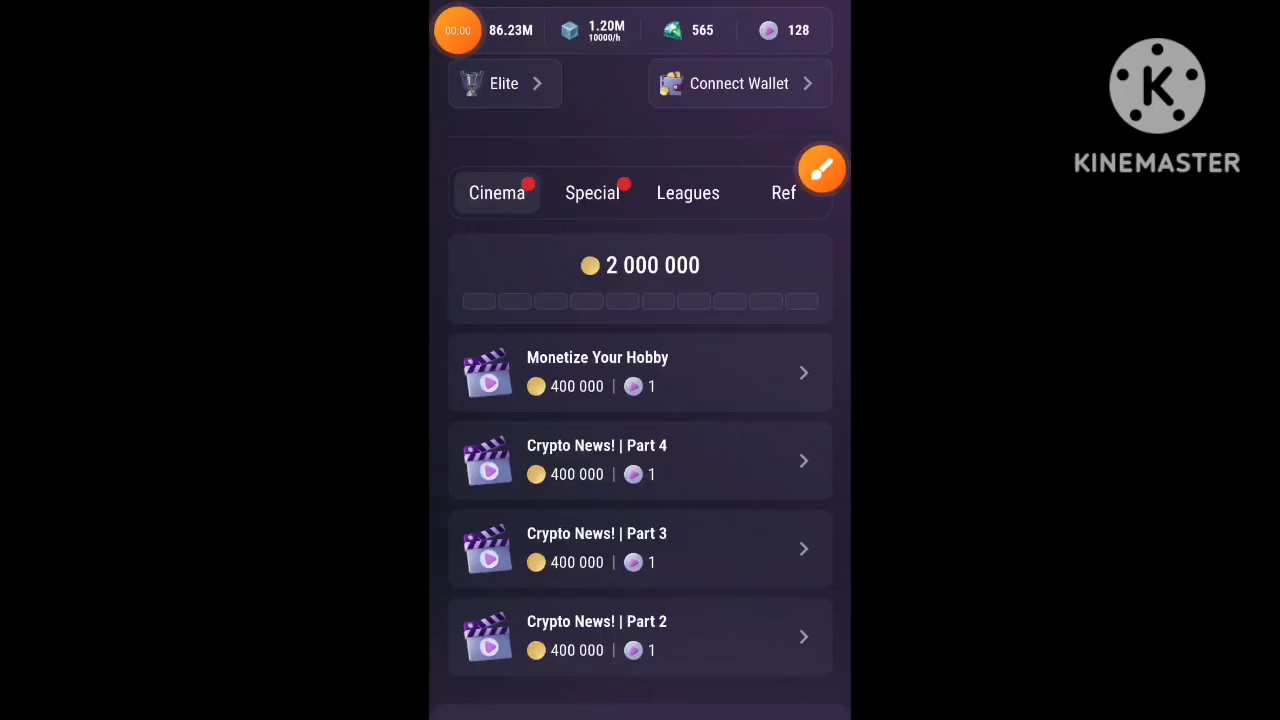 00:00 86.23M 1.20M 565 128
10000/h
Elite Connect Wallet
K
KINEMASTER
Cinema Special Leagues Ref
2 000 000
Monetize Your Hobby
400 000 | 1
Crypto News! | Part 4
400 000 | 1
Crypto News! | Part 3
400 000 | 1
Crypto News! | Part 2
400 000 | 1